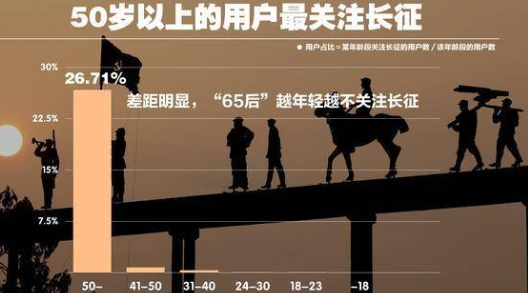 50岁以上的用户最关注长征
● 用户占比=某年龄段关注长征的用户数/该年龄段的用户数
30%
26.71%
差距明显，“65后”越年轻越不关注长征
22.5%
15%
7.5%
50- 41-50 31-40 24-30 18-23 -18